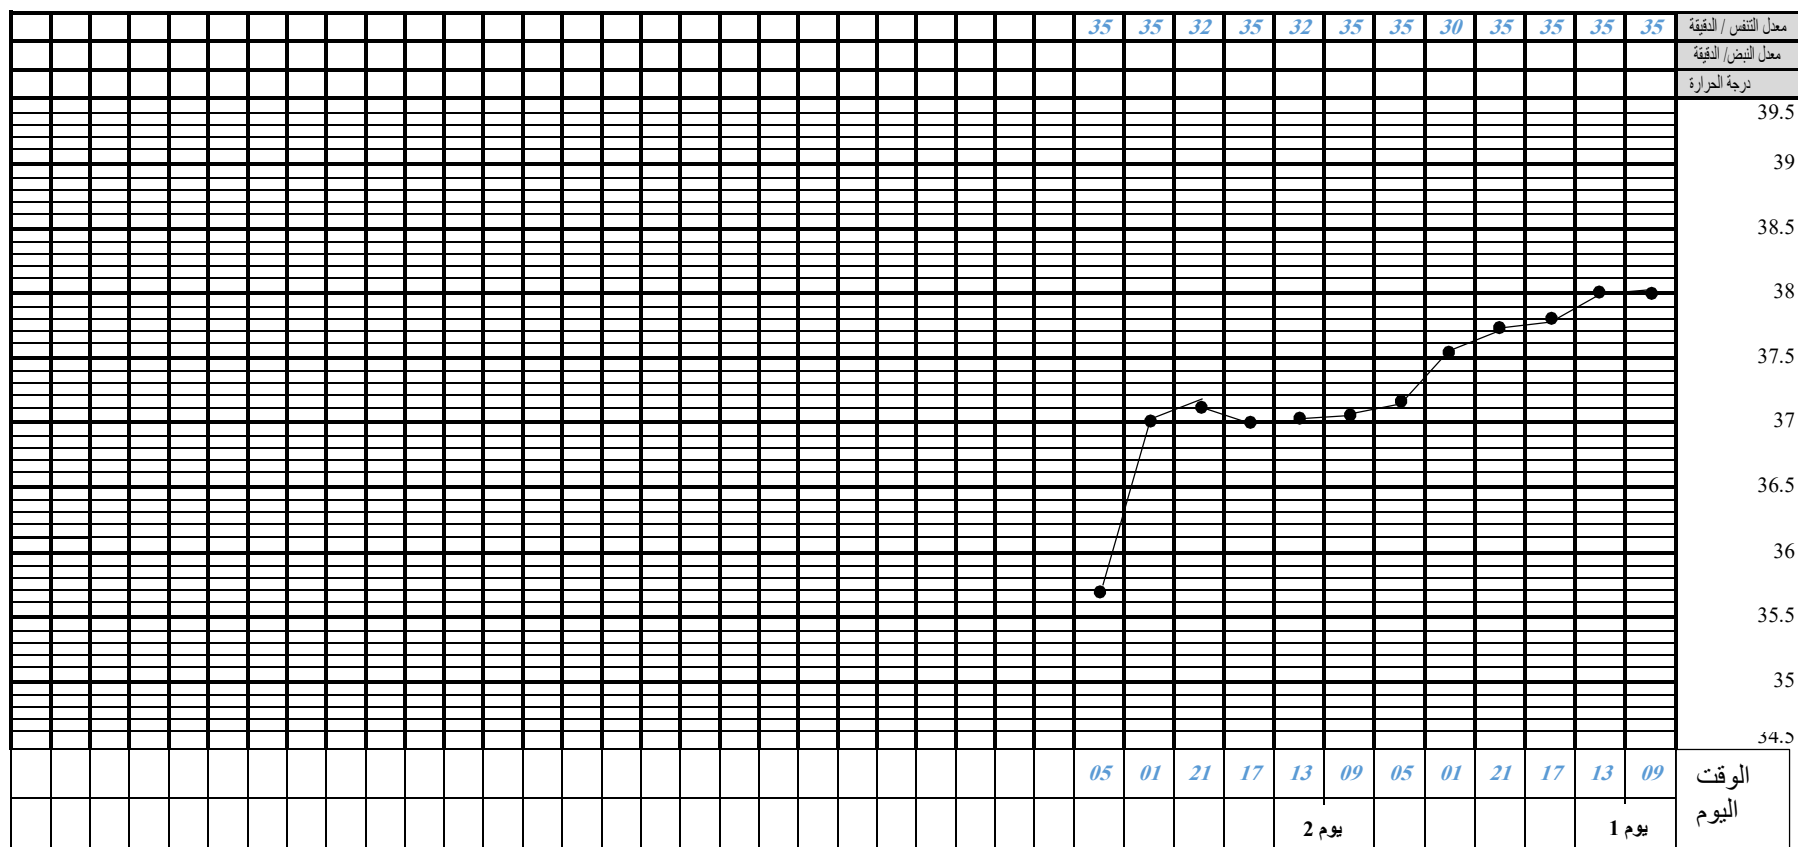 معدل التنفس / الدقيقة 35 35 35 35 30 35 35 32 35 32 35 35
معدل النبض/ الدقيقة
درجة الحرارة
39.5
39
38.5
38
37.5
37
36.5
36
35.5
35
34.5
الوقت 09 13 17 21 01 05 09 13 17 21 01 05
اليوم يوم 1 يوم 2